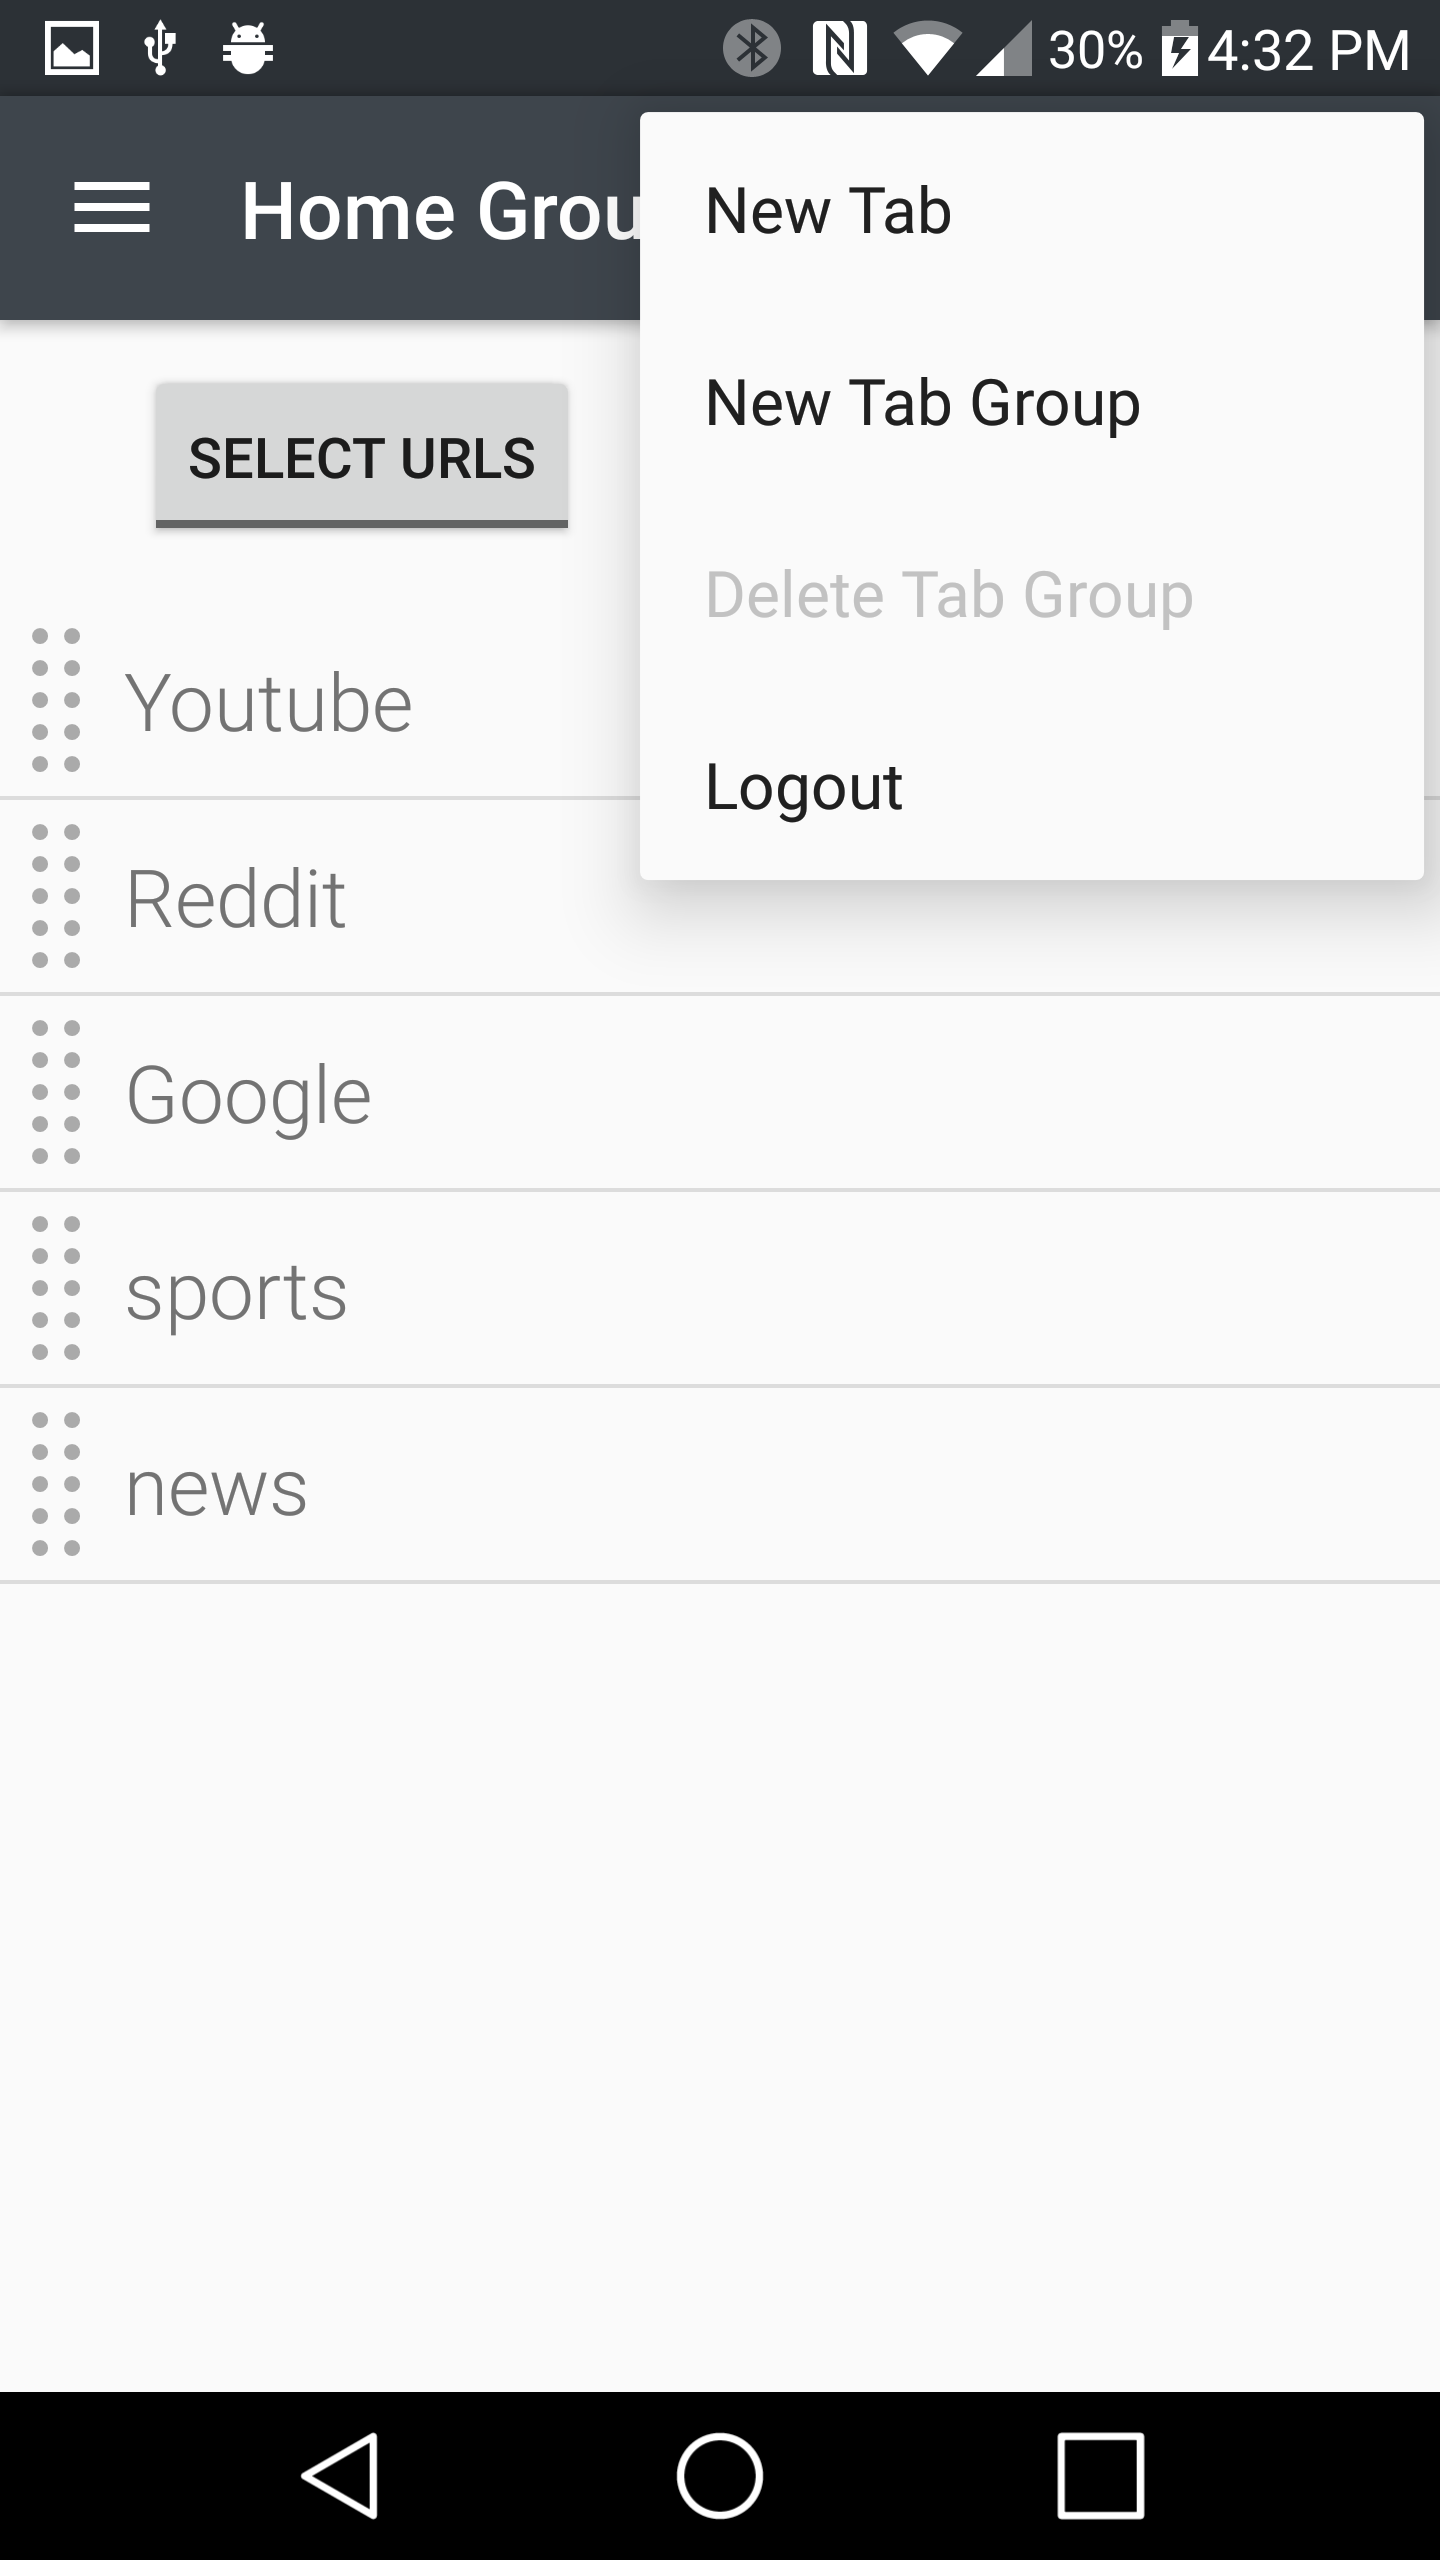 30% 4:32 PM
Home Grou
New Tab
New Tab Group
Delete Tab Group
Logout
SELECT URLS
Youtube
Reddit
Google
sports
news